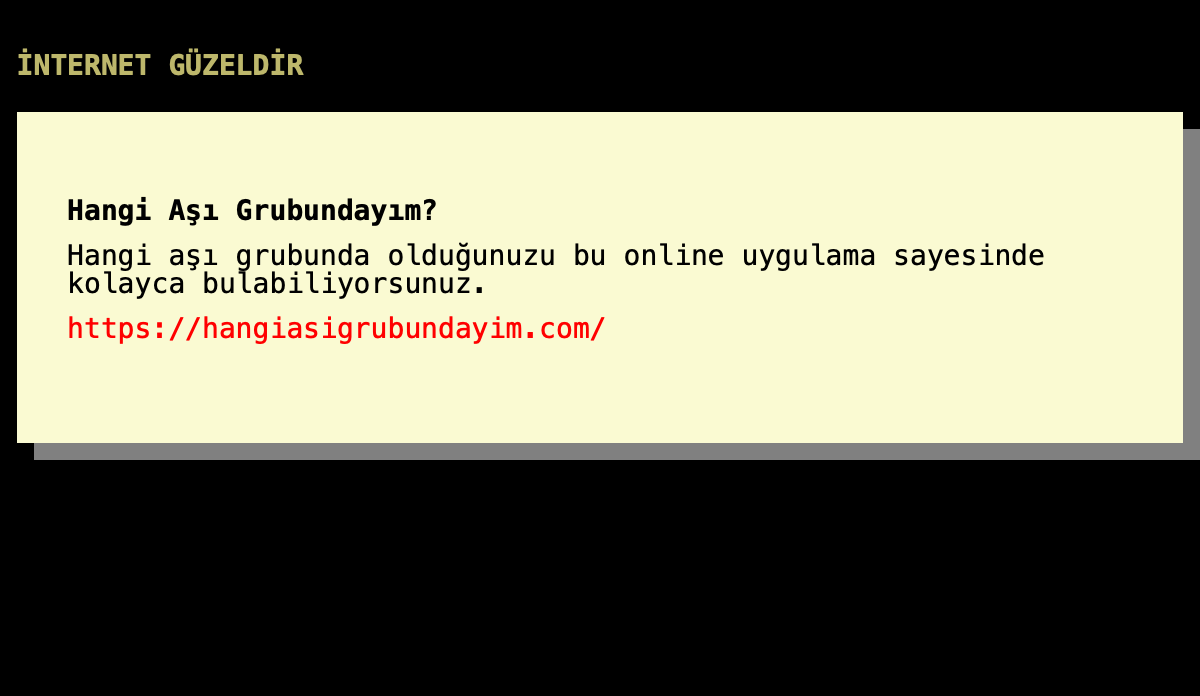 İNTERNET GÜZELDİR
Hangi Aşı Grubundayım?
Hangi aşı grubunda olduğunuzu bu online uygulama sayesinde
kolayca bulabiliyorsunuz.
https://hangiasigrubundayim.com/